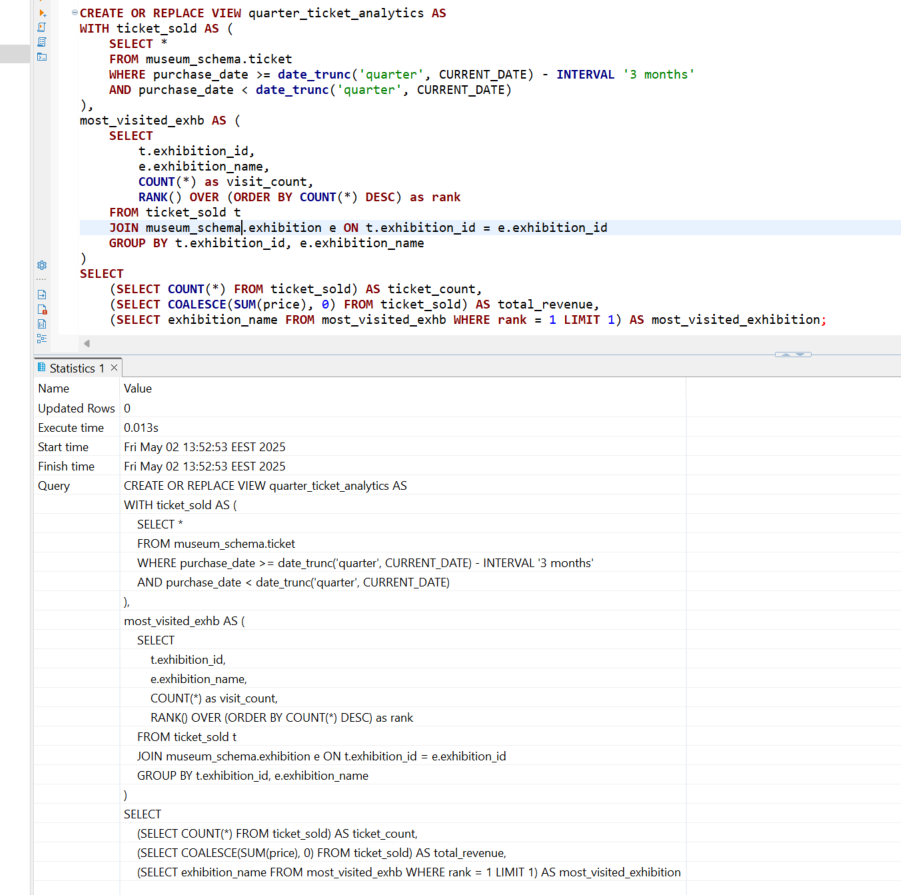 CREATE OR REPLACE VIEW quarter_ticket_analytics AS
WITH ticket_sold AS (
SELECT *
FROM museum_schema.ticket
WHERE purchase_date >= date_trunc('quarter', CURRENT_DATE) - INTERVAL '3 months'
AND purchase_date < date_trunc('quarter', CURRENT_DATE)
),
most_visited_exhb AS (
SELECT
t.exhibition_id,
e.exhibition_name,
COUNT(*) as visit_count,
RANK() OVER (ORDER BY COUNT(*) DESC) as rank
FROM ticket_sold t
JOIN museum_schema.exhibition e ON t.exhibition_id = e.exhibition_id
GROUP BY t.exhibition_id, e.exhibition_name
)
SELECT
(SELECT COUNT(*) FROM ticket_sold) AS ticket_count,
(SELECT COALESCE(SUM(price), 0) FROM ticket_sold) AS total_revenue,
(SELECT exhibition_name FROM most_visited_exhb WHERE rank = 1 LIMIT 1) AS most_visited_exhibition;
Statistics 1
Name Value
Updated Rows 0
Execute time 0.013s
Start time Fri May 02 13:52:53 EEST 2025
Finish time Fri May 02 13:52:53 EEST 2025
Query CREATE OR REPLACE VIEW quarter_ticket_analytics AS
WITH ticket_sold AS (
SELECT *
FROM museum_schema.ticket
WHERE purchase_date >= date_trunc('quarter', CURRENT_DATE) - INTERVAL '3 months'
AND purchase_date < date_trunc('quarter', CURRENT_DATE)
),
most_visited_exhb AS (
SELECT
t.exhibition_id,
e.exhibition_name,
COUNT(*) as visit_count,
RANK() OVER (ORDER BY COUNT(*) DESC) as rank
FROM ticket_sold t
JOIN museum_schema.exhibition e ON t.exhibition_id = e.exhibition_id
GROUP BY t.exhibition_id, e.exhibition_name
)
SELECT
(SELECT COUNT(*) FROM ticket_sold) AS ticket_count,
(SELECT COALESCE(SUM(price), 0) FROM ticket_sold) AS total_revenue,
(SELECT exhibition_name FROM most_visited_exhb WHERE rank = 1 LIMIT 1) AS most_visited_exhibition